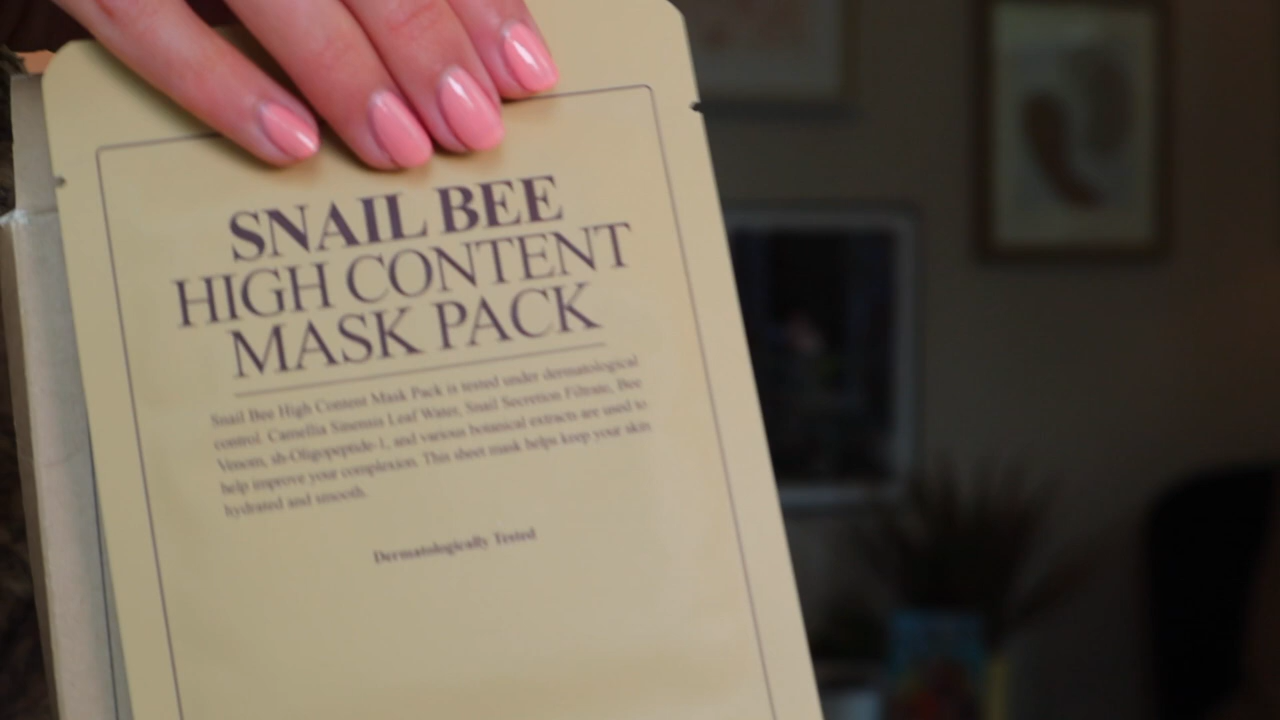 SNAIL BEE
HIGH CONTENT
MASK PACK
Snail Bee High Content Mask Pack is tested under dermatological
control. Camellia Sinensis Leaf Water, Snail Secretion Filtrate, Bee
Venom, sh-Oligopeptide-1, and various botanical extracts are used to
help improve your complexion. This sheet mask helps keep your skin
hydrated and smooth.
Dermatologically Tested